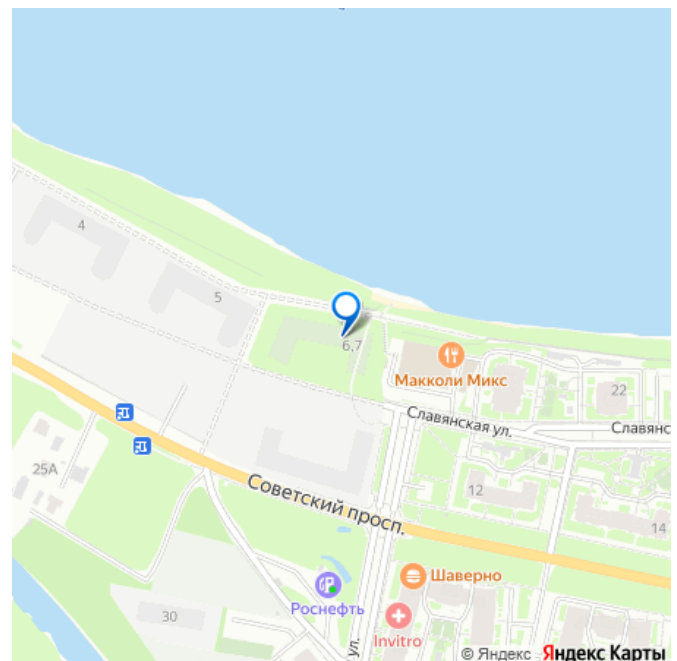 4
5
6,7
Макколи Микс
22
Славянская ул.
Славянс
25А
Советский просп.
12
14
Шаверно
Роснефть
30
Invitro
ул.
© Яндекс Яндекс Карты